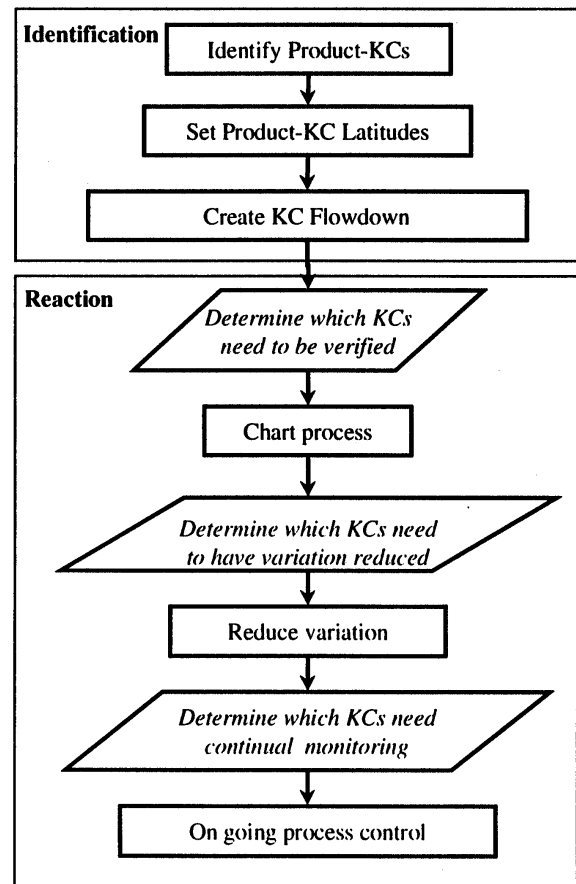 Identification
Identify Product-KCs
Set Product-KC Latitudes
Create KC Flowdown
Reaction
Determine which KCs
need to be verified
Chart process
Determine which KCs need
to have variation reduced
Reduce variation
Determine which KCs need
continual monitoring
On going process control